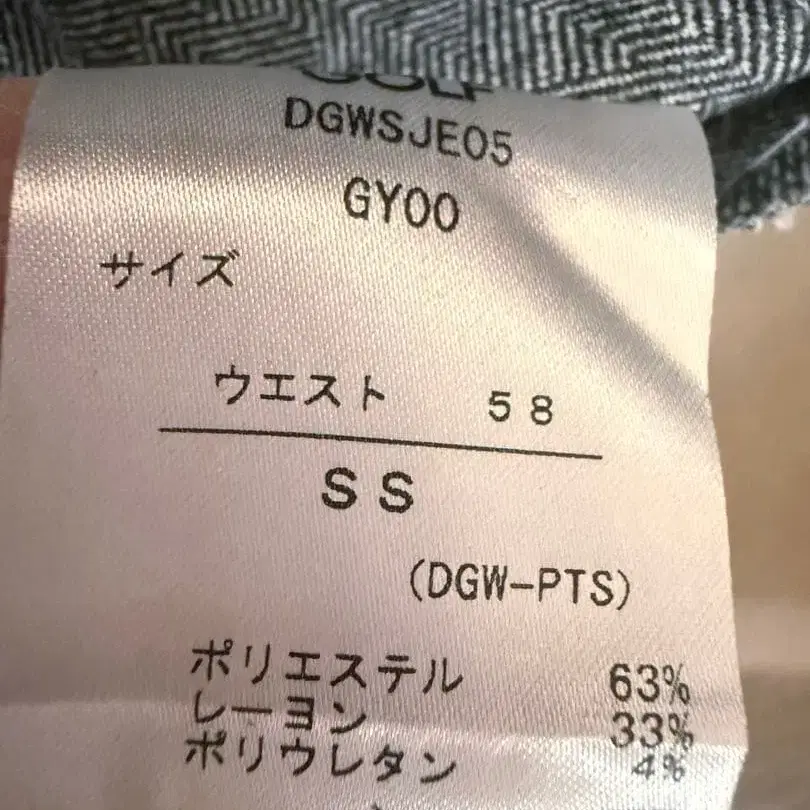 GOLF
DGWSJE05
GY00
サイズ
ウエスト 58
SS
(DGW-PTS)
ポリエステル 63%
レーヨン 33%
ポリウレタン 4%